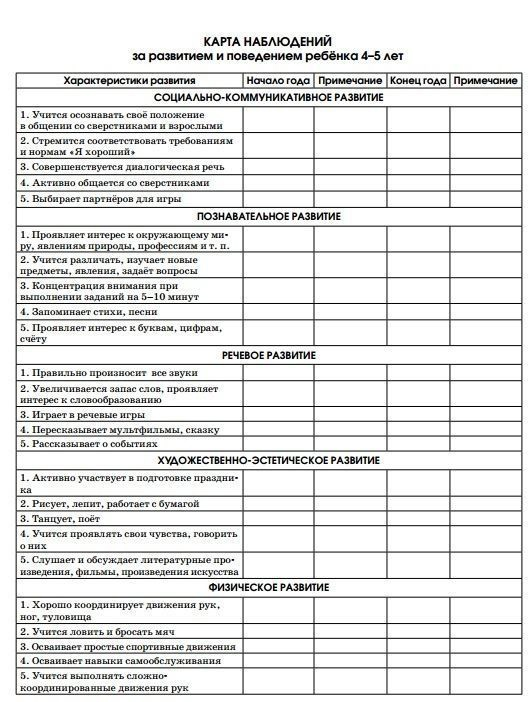 КАРТА НАБЛЮДЕНИЙ
за развитием и поведением ребёнка 4–5 лет
Характеристики развития Начало года Примечание Конец года Примечание
СОЦИАЛЬНО-КОММУНИКАТИВНОЕ РАЗВИТИЕ
1. Учится осознавать своё положение
в общении со сверстниками и взрослыми
2. Стремится соответствовать требованиям
и нормам «Я хороший»
3. Совершенствуется диалогическая речь
4. Активно общается со сверстниками
5. Выбирает партнёров для игры
ПОЗНАВАТЕЛЬНОЕ РАЗВИТИЕ
1. Проявляет интерес к окружающему ми-
ру, явлениям природы, профессиям и т. п.
2. Учится различать, изучает новые
предметы, явления, задаёт вопросы
3. Концентрация внимания при
выполнении заданий на 5–10 минут
4. Запоминает стихи, песни
5. Проявляет интерес к буквам, цифрам,
счёту
РЕЧЕВОЕ РАЗВИТИЕ
1. Правильно произносит все звуки
2. Увеличивается запас слов, проявляет
интерес к словообразованию
3. Играет в речевые игры
4. Пересказывает мультфильмы, сказку
5. Рассказывает о событиях
ХУДОЖЕСТВЕННО-ЭСТЕТИЧЕСКОЕ РАЗВИТИЕ
1. Активно участвует в подготовке праздни-
ка
2. Рисует, лепит, работает с бумагой
3. Танцует, поёт
4. Учится проявлять свои чувства, говорить
о них
5. Слушает и обсуждает литературные про-
изведения, фильмы, произведения искусства
ФИЗИЧЕСКОЕ РАЗВИТИЕ
1. Хорошо координирует движения рук,
ног, туловища
2. Учится ловить и бросать мяч
3. Осваивает простые спортивные движения
4. Осваивает навыки самообслуживания
5. Учится выполнять сложно-
координированные движения рук